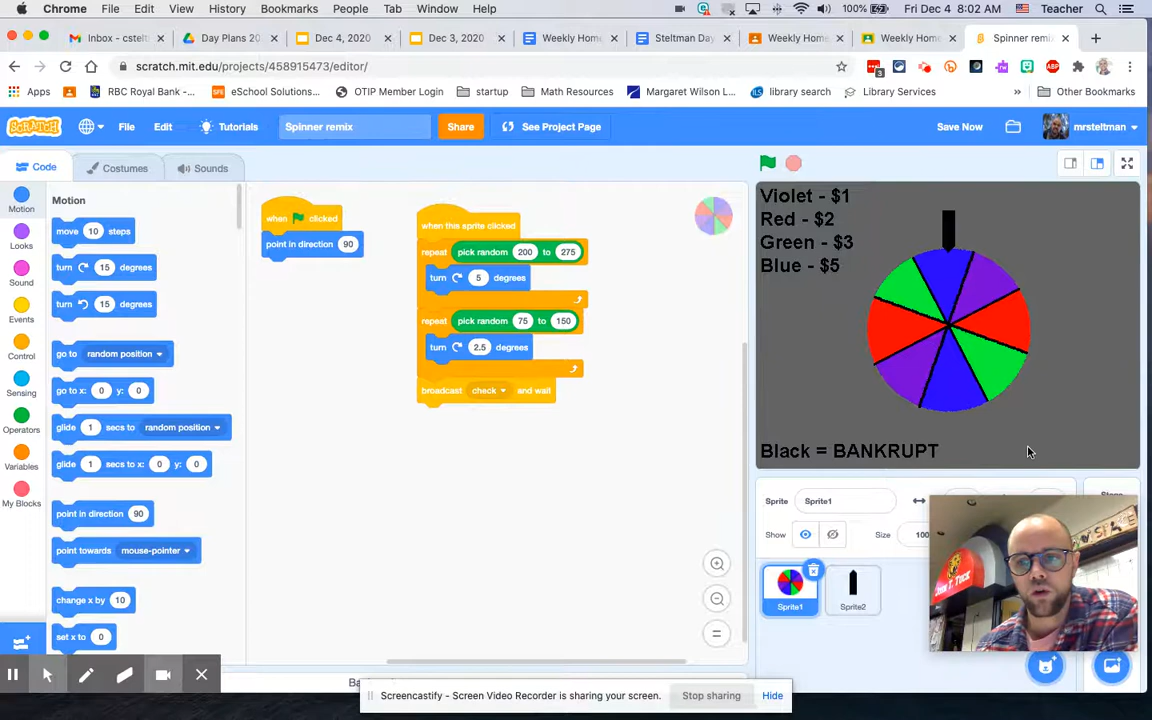 Chrome File Edit View History Bookmarks People Tab Window Help 100% Fri Dec 4 8:02 AM Teacher
Inbox - cstelt Day Plans 20 Dec 4, 2020 Dec 3, 2020 Weekly Hom Steltman Day Weekly Hom Weekly Hom Spinner remix
scratch.mit.edu/projects/458915473/editor/
Apps RBC Royal Bank -... eSchool Solutions... OTIP Member Login startup Math Resources Margaret Wilson L... library search Library Services » Other Bookmarks
SCRATCH File Edit Tutorials Spinner remix Share See Project Page Save Now mrsteltman
Code Costumes Sounds
Motion
Looks
Sound
Events
Control
Sensing
Operators
Variables
My Blocks
Motion
move 10 steps
turn 15 degrees
turn 15 degrees
go to random position
go to x: 0 y: 0
glide 1 secs to random position
glide 1 secs to x: 0 y: 0
point in direction 90
point towards mouse-pointer
change x by 10
set x to 0
when clicked
point in direction 90
when this sprite clicked
repeat pick random 200 to 275
turn 5 degrees
repeat pick random 75 to 150
turn 2.5 degrees
broadcast check and wait
Violet - $1
Red - $2
Green - $3
Blue - $5
Black = BANKRUPT
Sprite Sprite1
Show Size 100
Sprite1 Sprite2
Screencastify - Screen Video Recorder is sharing your screen. Stop sharing Hide